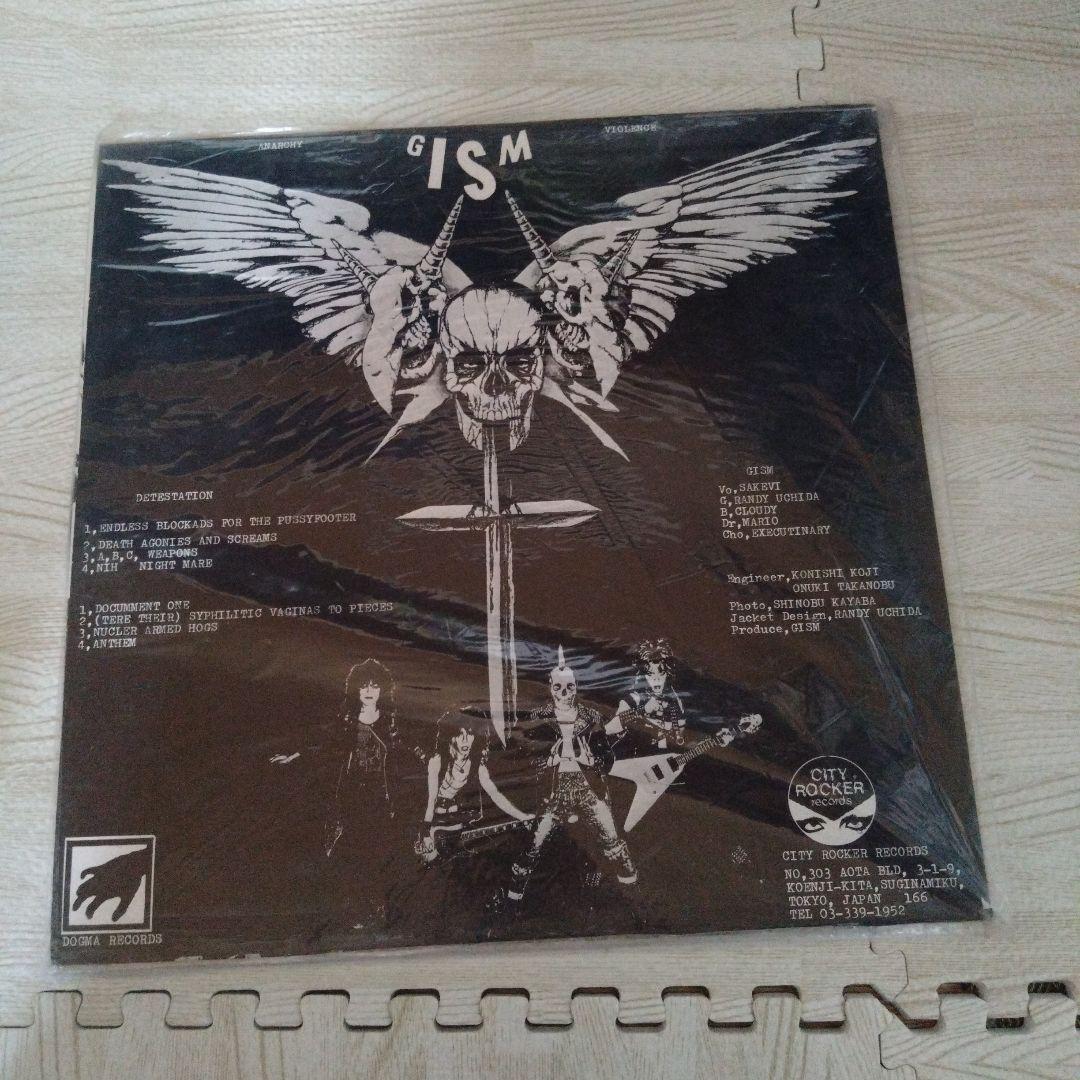 ANARCHY
GISM
VIOLENCE
DETESTATION
1,ENDLESS BLOCKADS FOR THE PUSSYFOOTER
2,DEATH AGONIES AND SCREAMS
3,A,B,C, WEAPONS
4,NIH NIGHT MARE
1,DOCUMMENT ONE
2,(TERE THEIR) SYPHILITIC VAGINAS TO PIECES
3,NUCLER ARMED HOGS
4,ANTHEM
GISM
Vo,SAKEVI
G,RANDY UCHIDA
B,CLOUDY
Dr,MARIO
Cho,EXECUTINARY
Engineer,KONISHI KOJI
ONUKI TAKANOBU
Photo,SHINOBU KAYABA
Jacket Design,RANDY UCHIDA
Produce,GISM
CITY
ROCKER
records
CITY ROCKER RECORDS
NO,303 AOTA BLD, 3-1-9,
KOENJI-KITA,SUGINAMIKU,
TOKYO, JAPAN 166
TEL 03-339-1952
DOGMA RECORDS